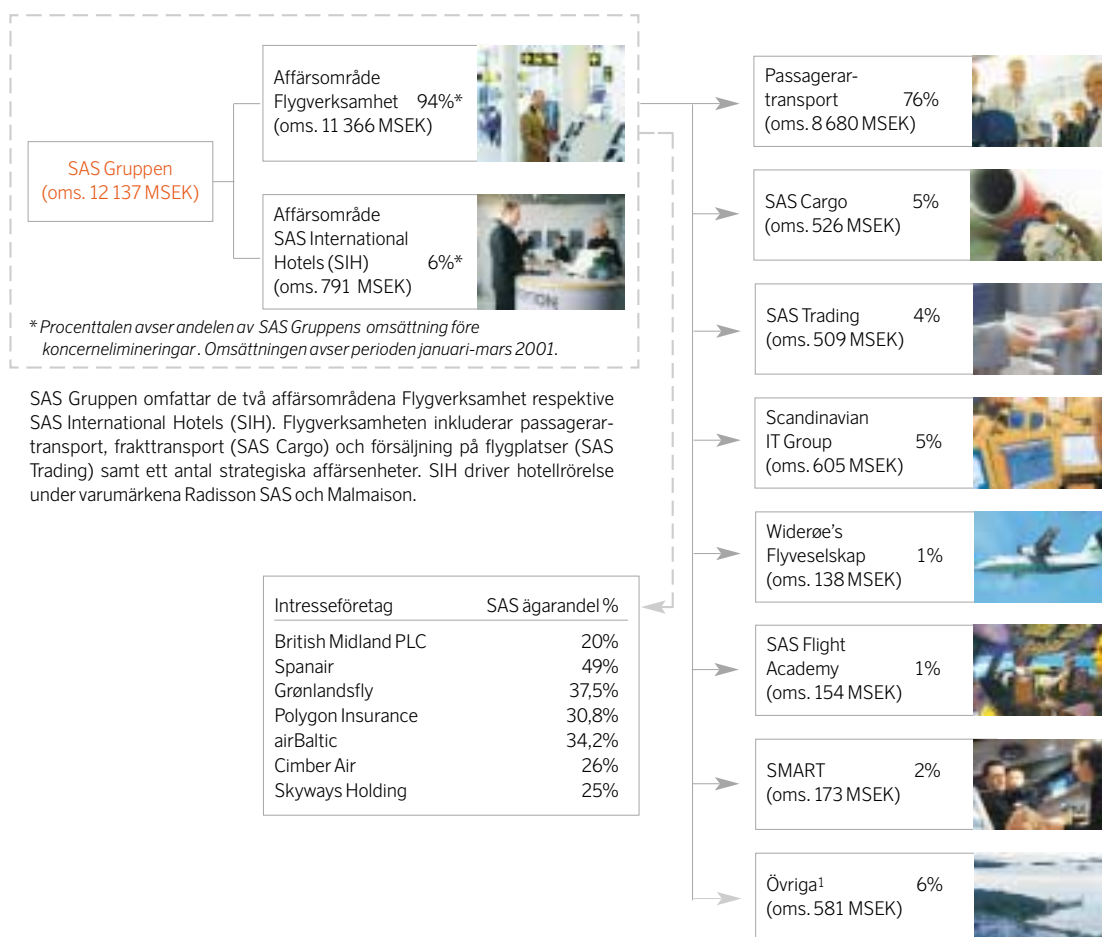 SAS Gruppen
(oms. 12 137 MSEK)
Affärsområde
Flygverksamhet 94%*
(oms. 11 366 MSEK)
Affärsområde
SAS International
Hotels (SIH) 6%*
(oms. 791 MSEK)
* Procenttalen avser andelen av SAS Gruppens omsättning före
koncernelimineringar. Omsättningen avser perioden januari-mars 2001.
SAS Gruppen omfattar de två affärsområdena Flygverksamhet respektive
SAS International Hotels (SIH). Flygverksamheten inkluderar passagerar-
transport, frakttransport (SAS Cargo) och försäljning på flygplatser (SAS
Trading) samt ett antal strategiska affärsenheter. SIH driver hotellrörelse
under varumärkena Radisson SAS och Malmaison.
Intresseföretag SAS ägarandel %
British Midland PLC 20%
Spanair 49%
Grønlandsfly 37,5%
Polygon Insurance 30,8%
airBaltic 34,2%
Cimber Air 26%
Skyways Holding 25%
Passagerar-
transport 76%
(oms. 8 680 MSEK)
SAS Cargo 5%
(oms. 526 MSEK)
SAS Trading 4%
(oms. 509 MSEK)
Scandinavian
IT Group 5%
(oms. 605 MSEK)
Widerøe's
Flyveselskap 1%
(oms. 138 MSEK)
SAS Flight
Academy 1%
(oms. 154 MSEK)
SMART 2%
(oms. 173 MSEK)
Övriga¹ 6%
(oms. 581 MSEK)